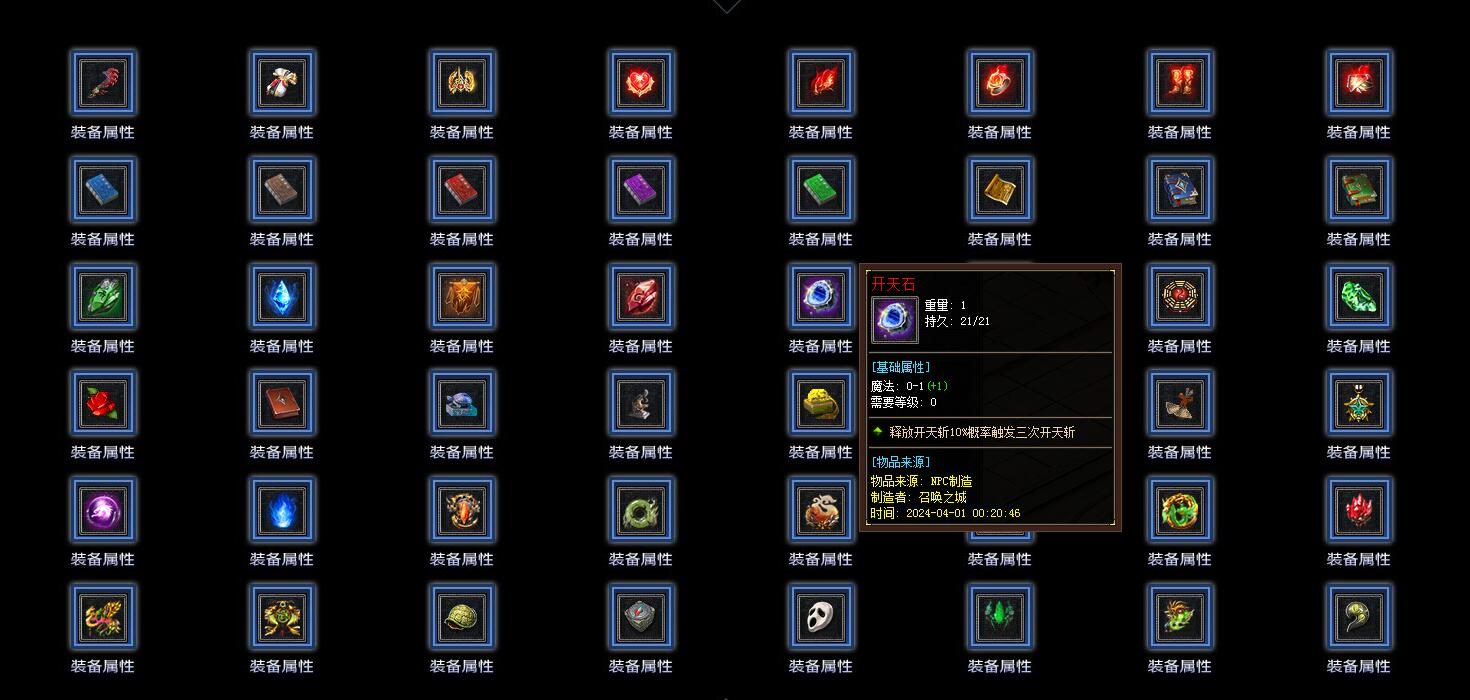 装备属性 装备属性 装备属性 装备属性 装备属性 装备属性 装备属性 装备属性
装备属性 装备属性 装备属性 装备属性 装备属性 装备属性 装备属性 装备属性
开天石
重量: 1
持久: 21/21
装备属性 装备属性 装备属性 装备属性 装备属性 装备属性 装备属性
[基础属性]
魔法: 0-1(+1)
需要等级: 0
释放开天斩10%概率触发三次开天斩
装备属性 装备属性 装备属性 装备属性 装备属性 装备属性 装备属性
[物品来源]
物品来源: NPC制造
制造者: 召唤之城
时间: 2024-04-01 00:20:46
装备属性 装备属性 装备属性 装备属性 装备属性 装备属性 装备属性 装备属性
装备属性 装备属性 装备属性 装备属性 装备属性 装备属性 装备属性 装备属性